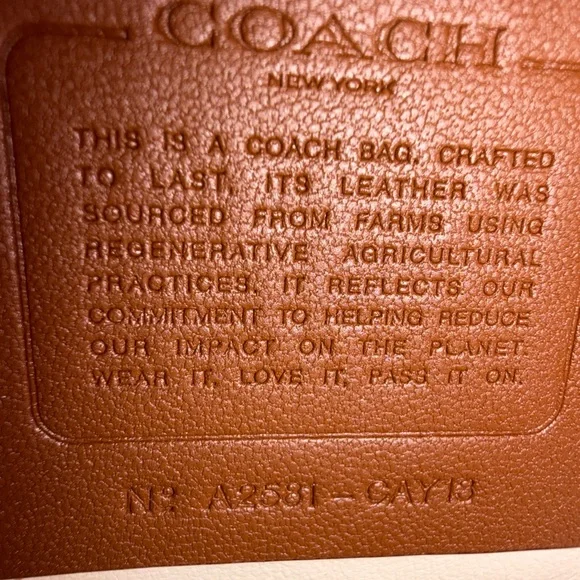 COACH
NEW YORK
THIS IS A COACH BAG, CRAFTED
TO LAST. ITS LEATHER WAS
SOURCED FROM FARMS USING
REGENERATIVE AGRICULTURAL
PRACTICES. IT REFLECTS OUR
COMMITMENT TO HELPING REDUCE
OUR IMPACT ON THE PLANET.
WEAR IT, LOVE IT, PASS IT ON.
Nº A2581-CAY13